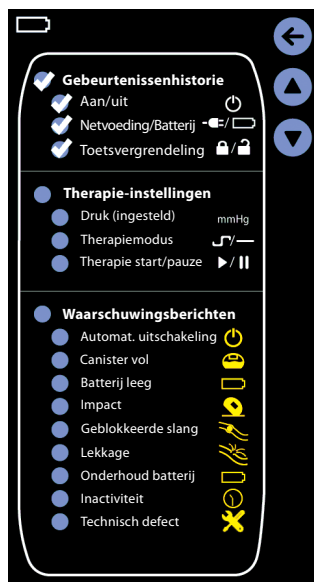 Gebeurtenissenhistorie
Aan/uit
Netvoeding/Batterij /
Toetsvergrendeling /
Therapie-instellingen
Druk (ingesteld) mmHg
Therapiemodus /
Therapie start/pauze /
Waarschuwingsberichten
Automat. uitschakeling
Canister vol
Batterij leeg
Impact
Geblokkeerde slang
Lekkage
Onderhoud batterij
Inactiviteit
Technisch defect